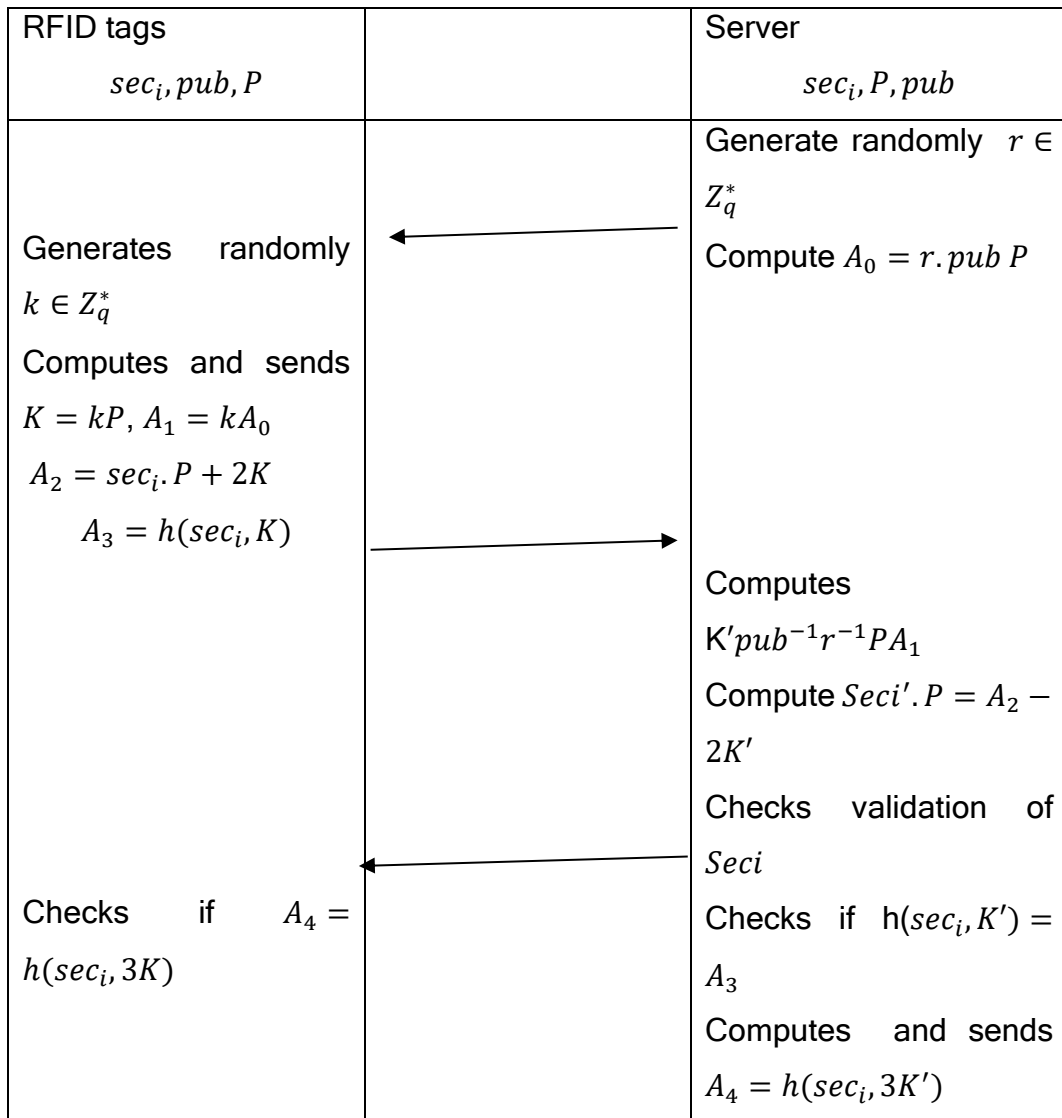 RFID tags
sec_i, pub, P
Server
sec_i, P, pub
Generate randomly r ∈
Z_q^*
Compute A_0 = r. pub P
Generates randomly
k ∈ Z_q^*
Computes and sends
K = kP, A_1 = kA_0
A_2 = sec_i. P + 2K
A_3 = h(sec_i, K)
Computes
K′pub^{−1}r^{−1}PA_1
Compute Seci′. P = A_2 −
2K′
Checks validation of
Seci
Checks if h(sec_i, K′) =
A_3
Computes and sends
A_4 = h(sec_i, 3K′)
Checks if A_4 =
h(sec_i, 3K)